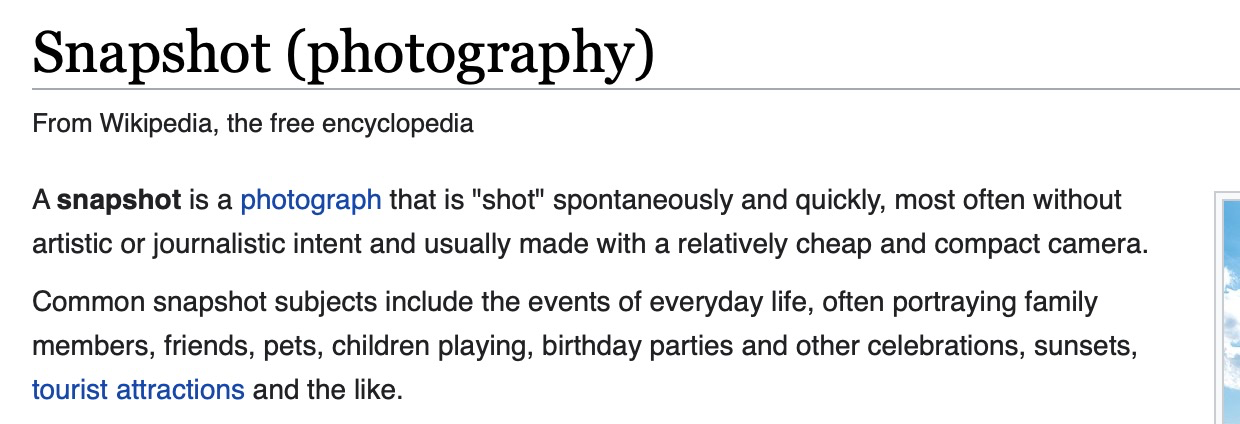 Snapshot (photography)
From Wikipedia, the free encyclopedia
A snapshot is a photograph that is "shot" spontaneously and quickly, most often without
artistic or journalistic intent and usually made with a relatively cheap and compact camera.
Common snapshot subjects include the events of everyday life, often portraying family
members, friends, pets, children playing, birthday parties and other celebrations, sunsets,
tourist attractions and the like.